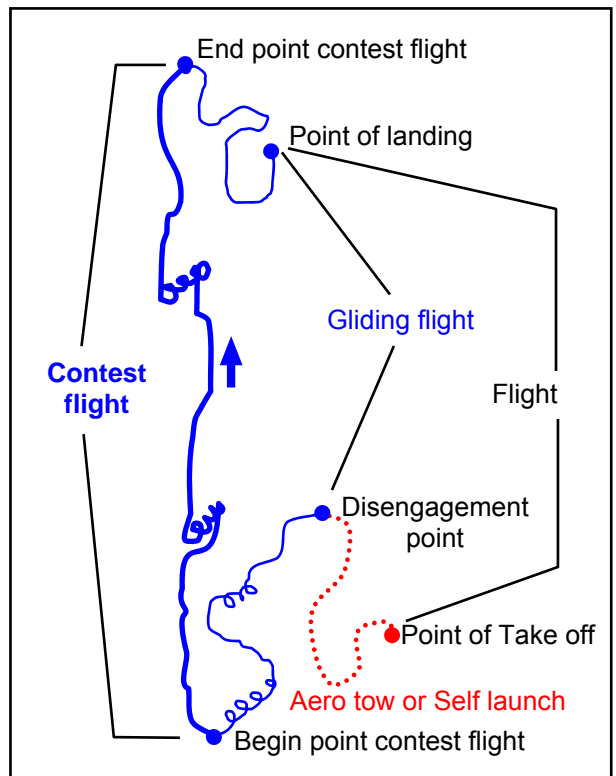 End point contest flight
Point of landing
Gliding flight
Contest
flight
Flight
Disengagement
point
Point of Take off
Aero tow or Self launch
Begin point contest flight